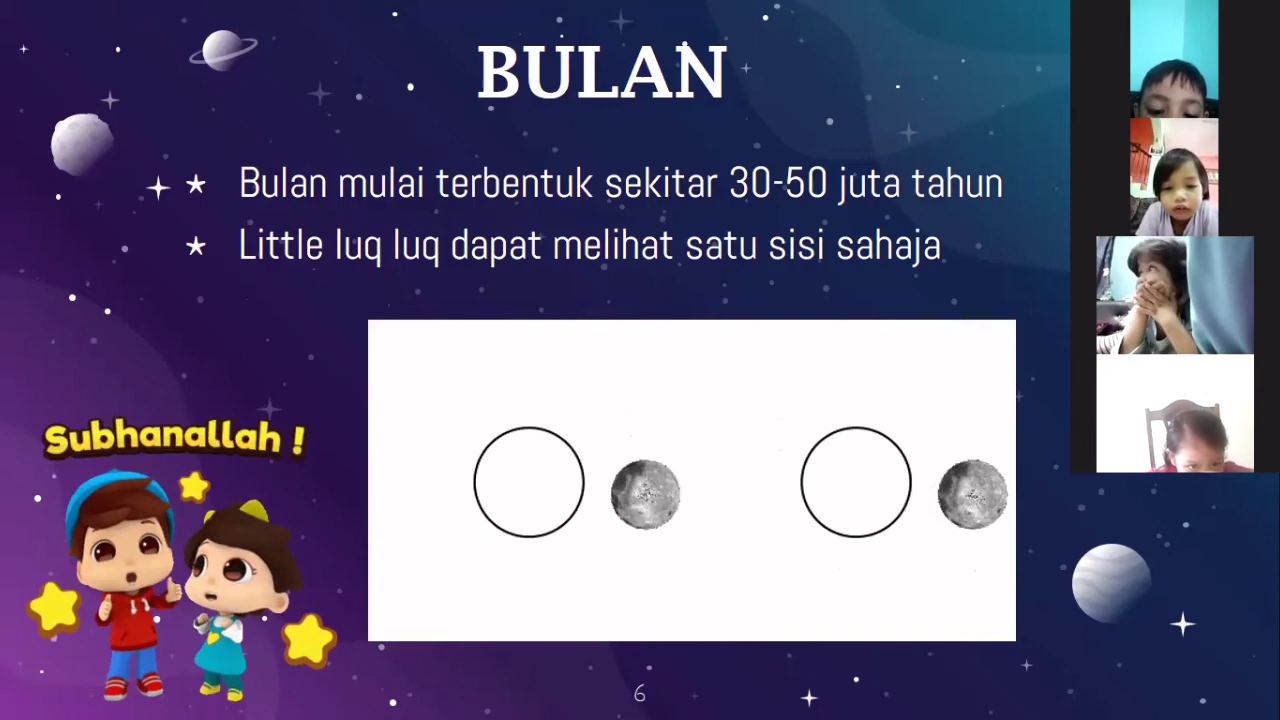 BULAN
Bulan mulai terbentuk sekitar 30-50 juta tahun
Little luq luq dapat melihat satu sisi sahaja
Subhanallah !
6